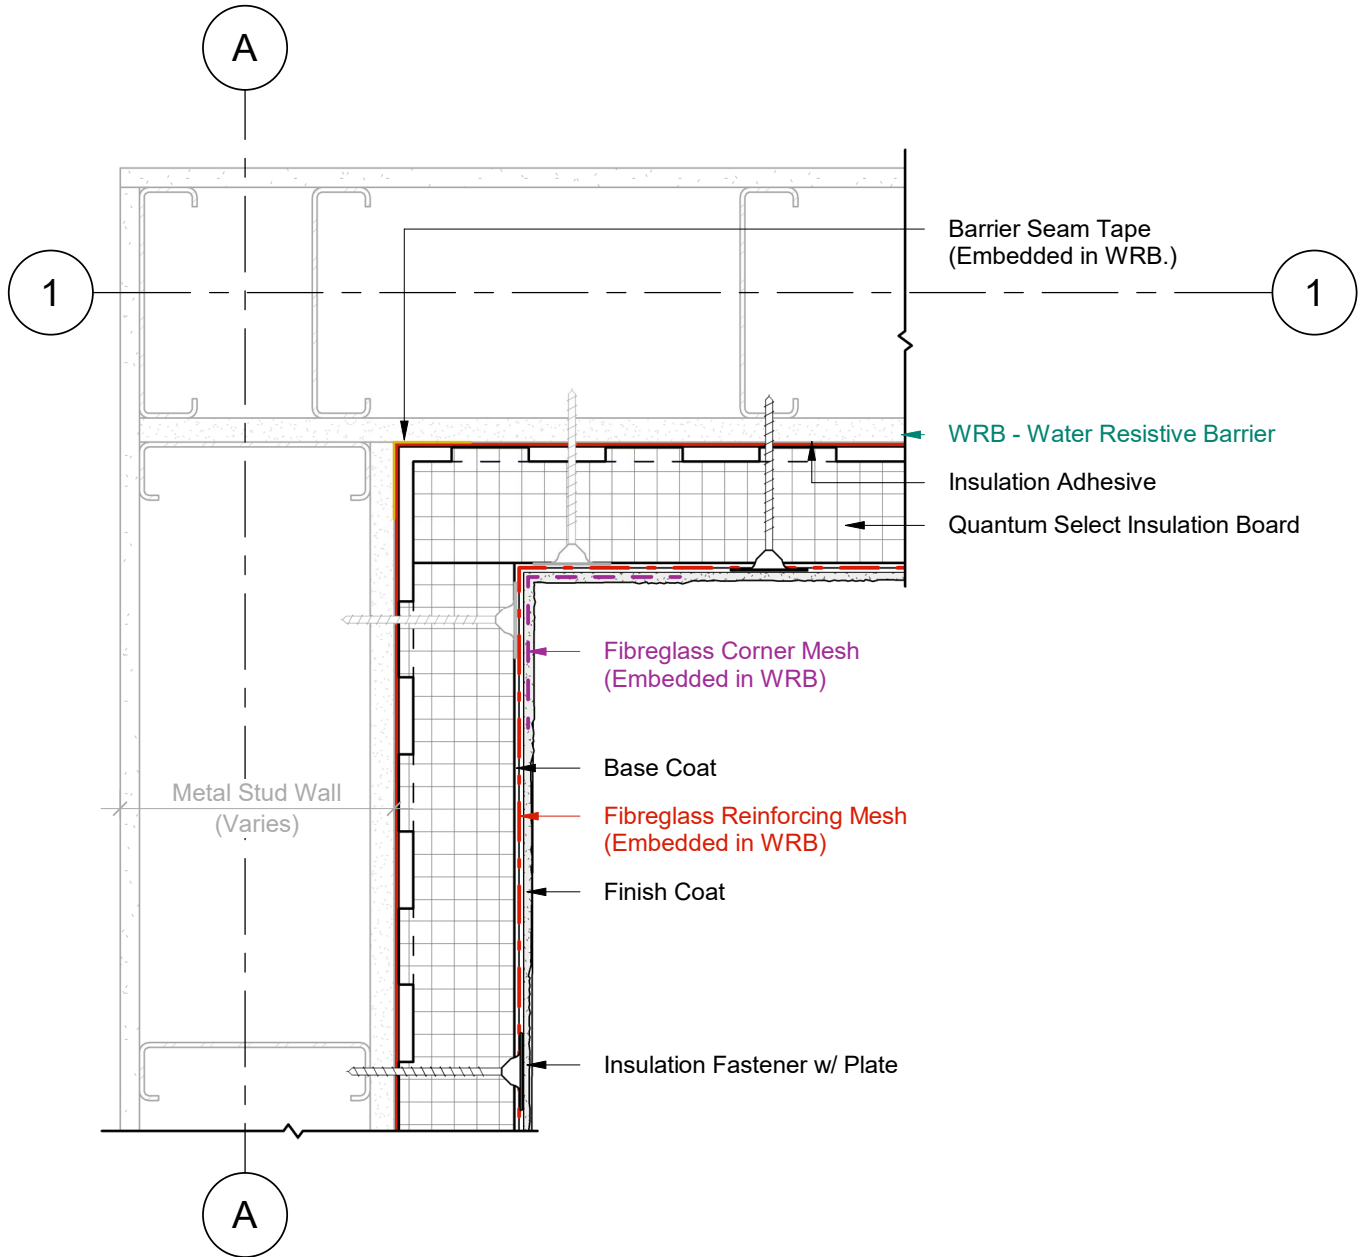 A
Barrier Seam Tape
(Embedded in WRB.)
1
1
WRB - Water Resistive Barrier
Insulation Adhesive
Quantum Select Insulation Board
Fibreglass Corner Mesh
(Embedded in WRB)
Base Coat
Metal Stud Wall
(Varies)
Fibreglass Reinforcing Mesh
(Embedded in WRB)
Finish Coat
Insulation Fastener w/ Plate
A